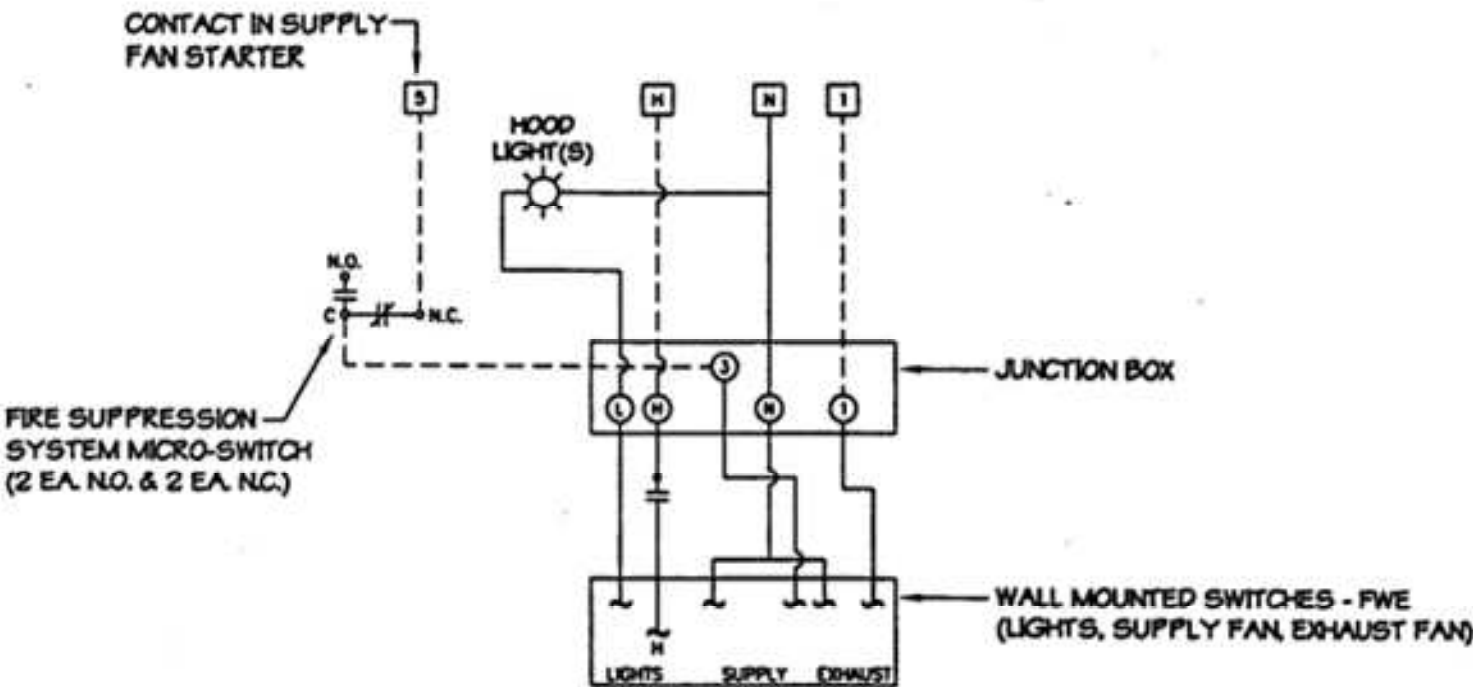 CONTACT IN SUPPLY
FAN STARTER
5
H
N
1
HOOD
LIGHT(S)
N.O.
C
N.C.
3
JUNCTION BOX
L
H
N
1
FIRE SUPPRESSION
SYSTEM MICRO-SWITCH
(2 EA. N.O. & 2 EA. N.C.)
WALL MOUNTED SWITCHES - FWE
(LIGHTS, SUPPLY FAN, EXHAUST FAN)
H
LIGHTS
SUPPLY
EXHAUST